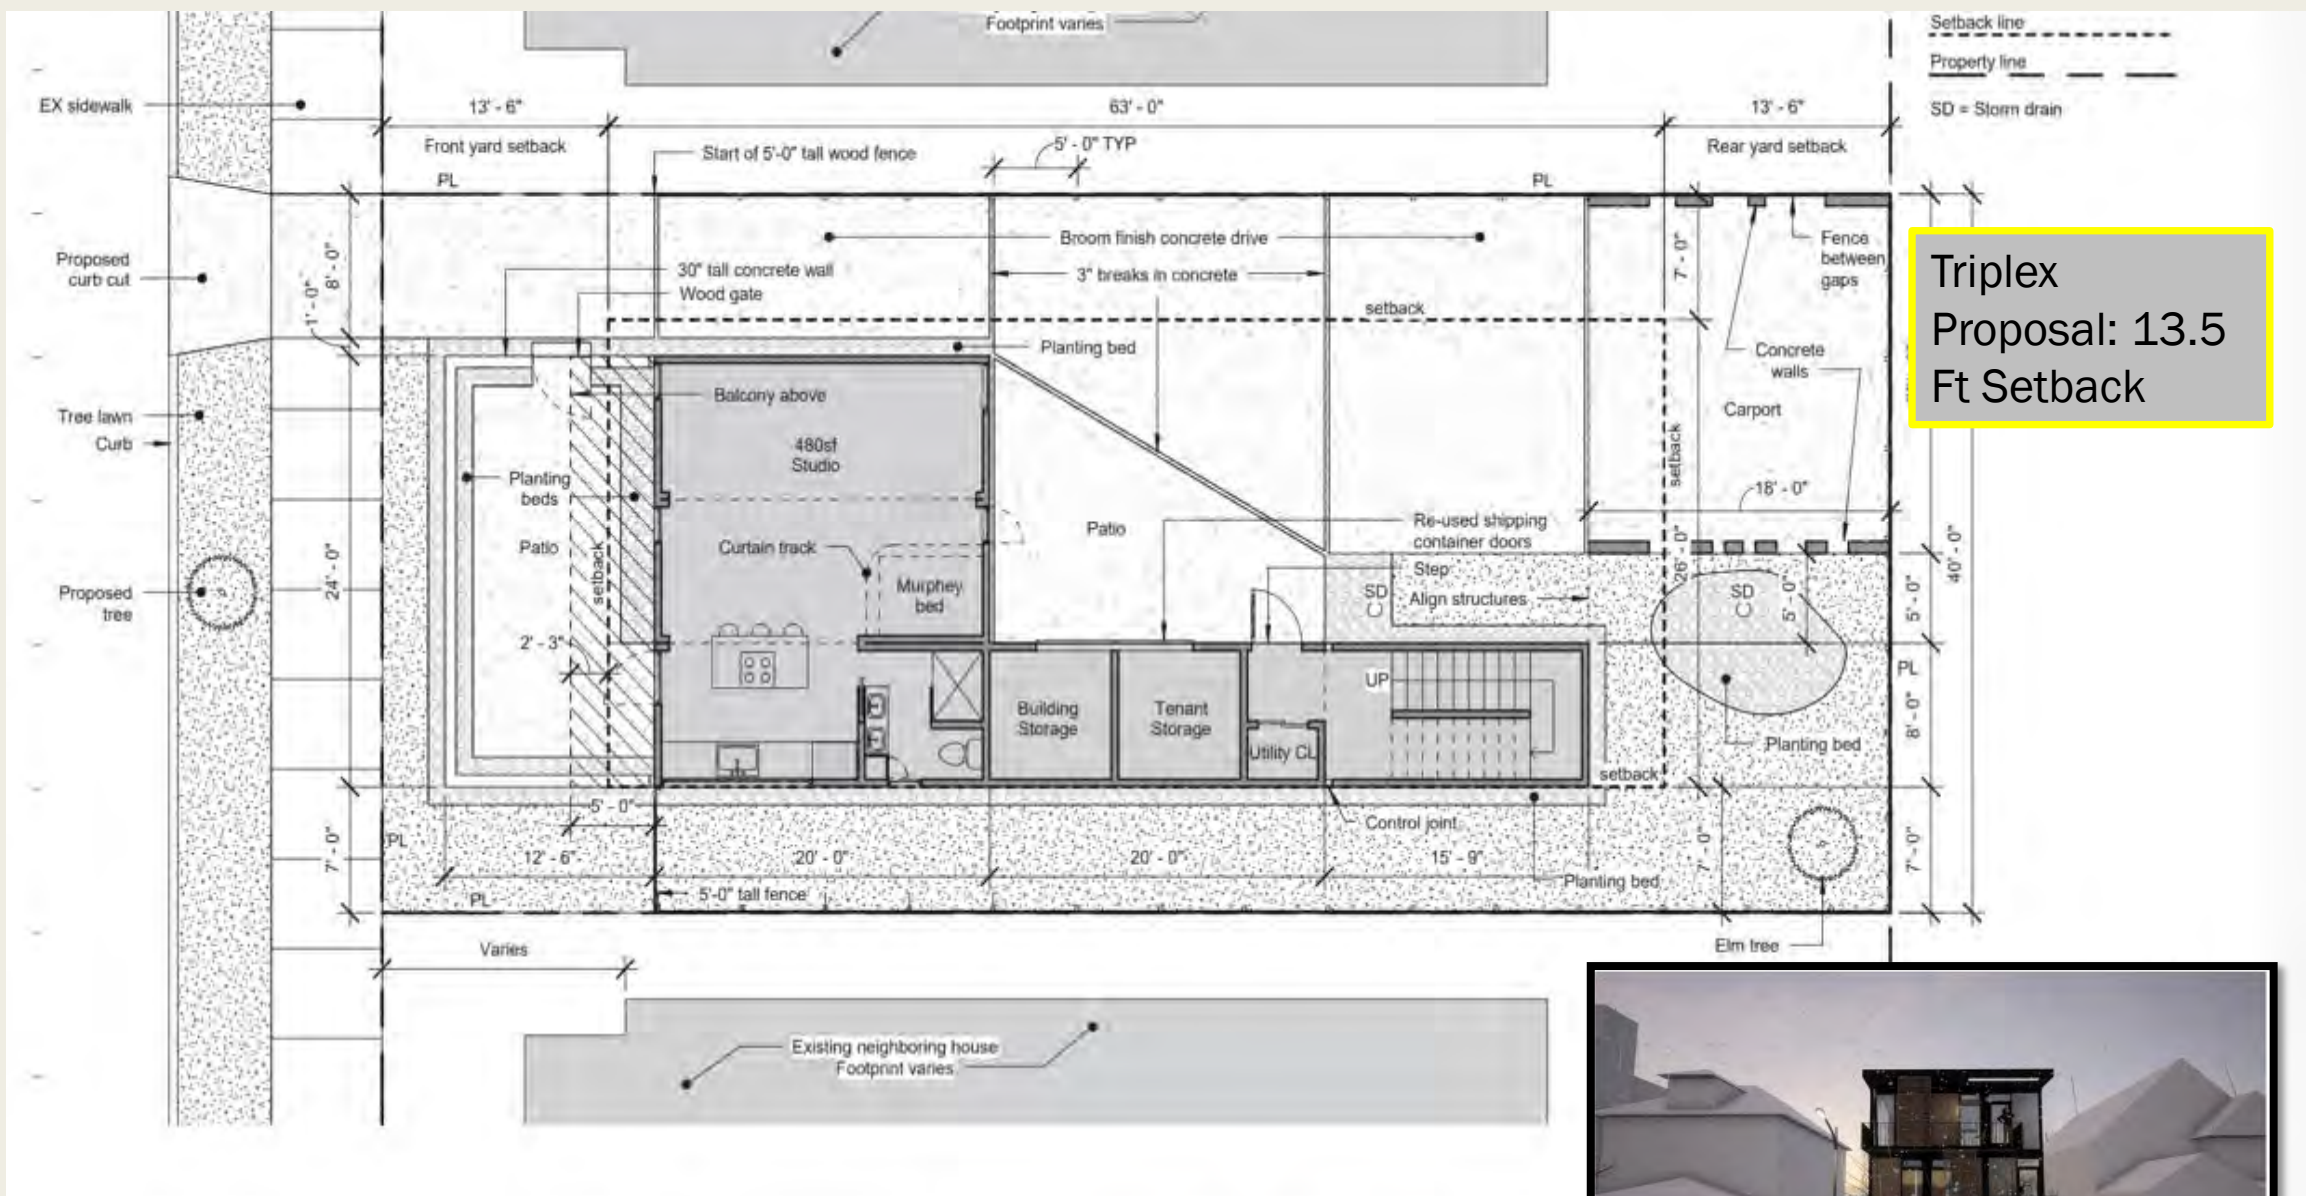 Footprint varies
Setback line
Property line
SD = Storm drain
EX sidewalk
13' - 6"
63' - 0"
13' - 6"
Front yard setback
Start of 5'-0" tall wood fence
5' - 0" TYP
Rear yard setback
PL
PL
Proposed
curb cut
8' - 0"
1' - 0"
30" tall concrete wall
Wood gate
Broom finish concrete drive
3" breaks in concrete
setback
7' - 0"
Fence
between
gaps
Triplex
Proposal: 13.5
Ft Setback
Planting bed
Concrete
walls
Carport
Tree lawn
Curb
Balcony above
480sf
Studio
Planting
beds
setback
18' - 0"
Patio
setback
24' - 0"
Curtain track
Murphey
bed
Patio
Re-used shipping
container doors
Step
Align structures
SD
26' - 0"
SD
5' - 0"
5' - 0"
40' - 0"
Proposed
tree
2' - 3"
UP
PL
Building
Storage
Tenant
Storage
Utility CL
8' - 0"
Planting bed
setback
5' - 0"
Control joint
PL
7' - 0"
12' - 6"
20' - 0"
20' - 0"
15' - 9"
7' - 0"
7' - 0"
Planting bed
PL
5'-0" tall fence
Varies
Elm tree
Existing neighboring house
Footprint varies